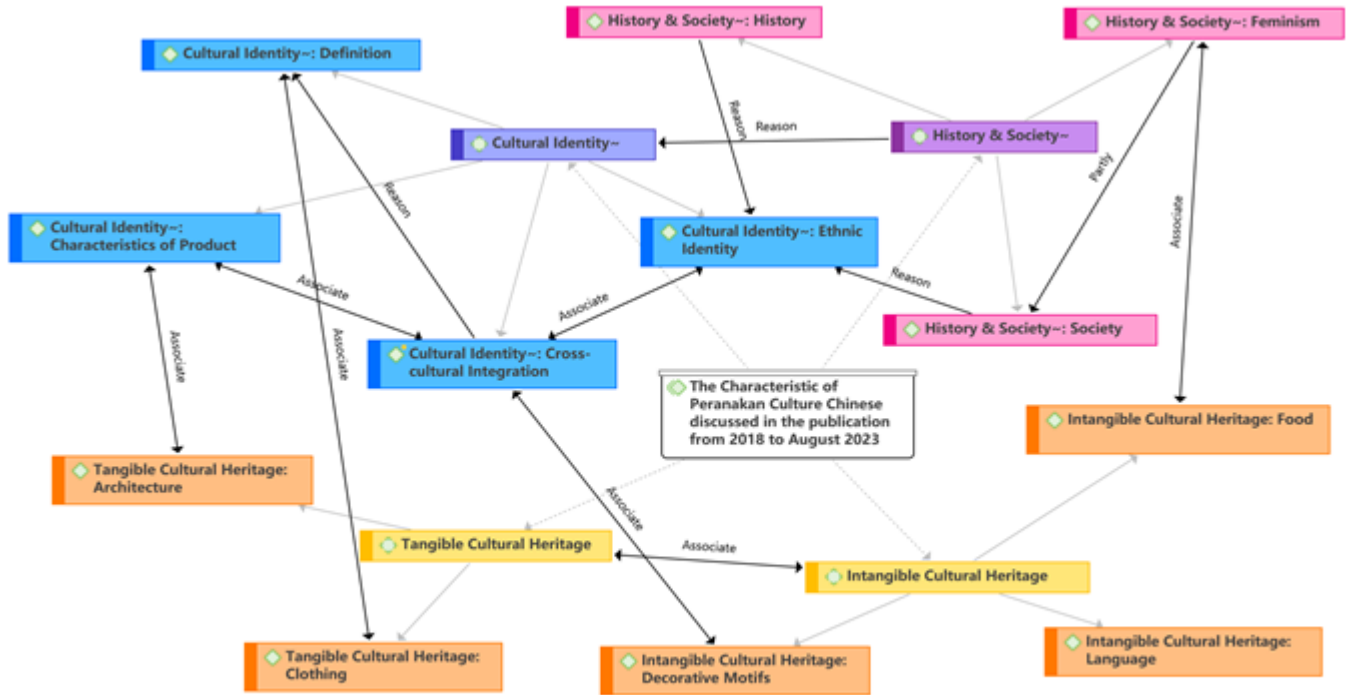 History & Society~: History
History & Society~: Feminism
Cultural Identity~: Definition
Reason
Reason
Cultural Identity~
History & Society~
Partly
Reason
Associate
Cultural Identity~:
Characteristics of Product
Cultural Identity~: Ethnic
Identity
Associate
Reason
Associate
History & Society~: Society
Associate
Associate
Cultural Identity~: Cross-
cultural Integration
The Characteristic of
Peranakan Culture Chinese
discussed in the publication
from 2018 to August 2023
Intangible Cultural Heritage: Food
Tangible Cultural Heritage:
Architecture
Associate
Tangible Cultural Heritage
Associate
Intangible Cultural Heritage
Tangible Cultural Heritage:
Clothing
Intangible Cultural Heritage:
Decorative Motifs
Intangible Cultural Heritage:
Language